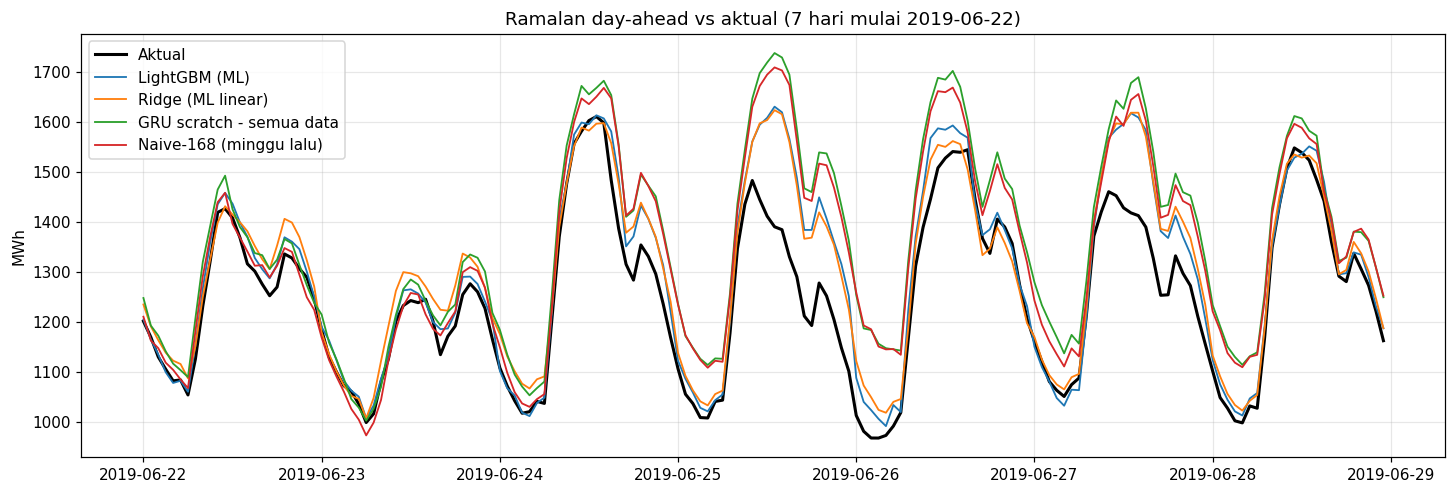 Ramalan day-ahead vs aktual (7 hari mulai 2019-06-22)
Aktual
LightGBM (ML)
Ridge (ML linear)
GRU scratch - semua data
Naive-168 (minggu lalu)
MWh
1700
1600
1500
1400
1300
1200
1100
1000
2019-06-22 2019-06-23 2019-06-24 2019-06-25 2019-06-26 2019-06-27 2019-06-28 2019-06-29